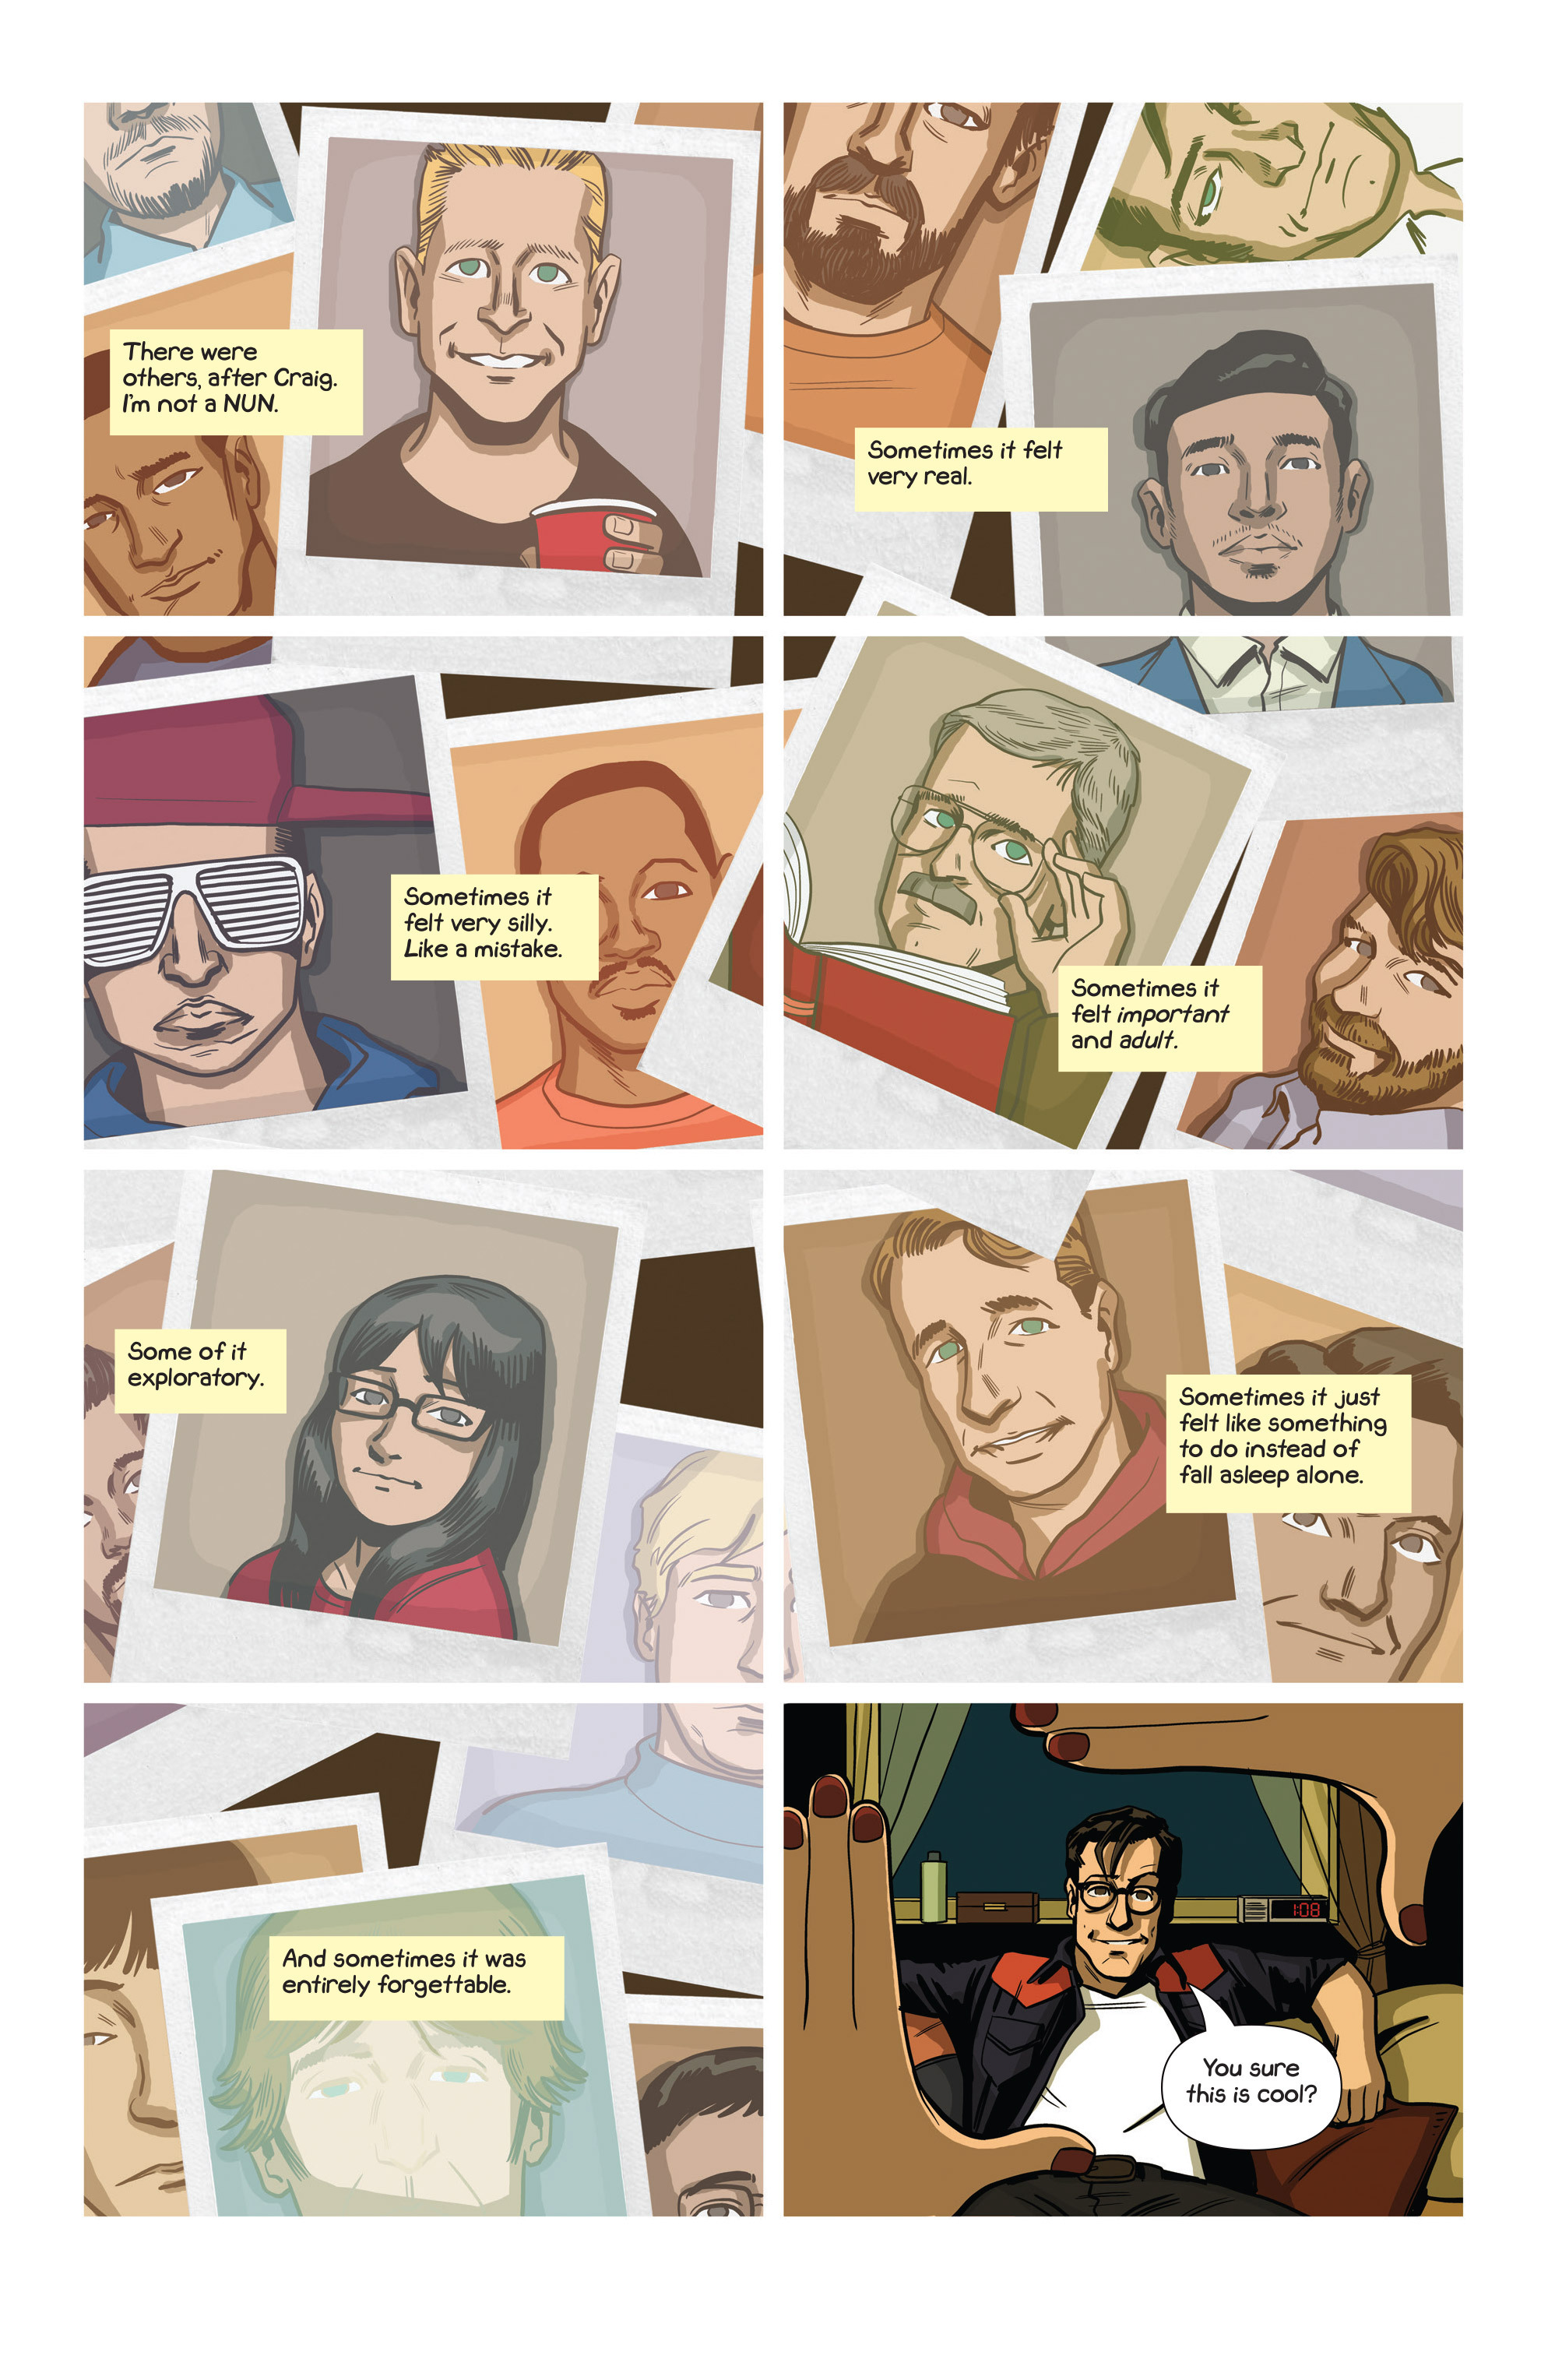 There were
others, after Craig.
I'm not a NUN.
Sometimes it felt
very real.
Sometimes it
felt very silly.
Like a mistake.
Sometimes it
felt important
and adult.
Some of it
exploratory.
Sometimes it just
felt like something
to do instead of
fall asleep alone.
And sometimes it was
entirely forgettable.
1:08
You sure
this is cool?